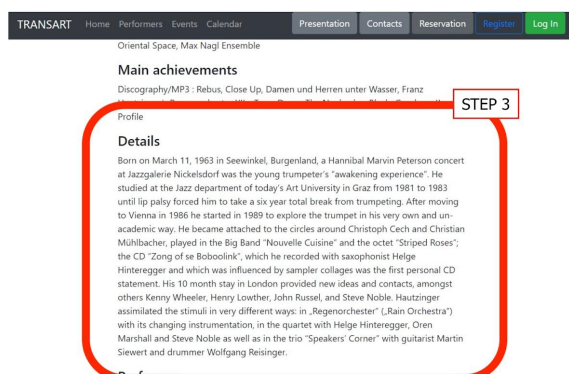 TRANSART Home Performers Events Calendar Presentation Contacts Reservation Register Log In
Oriental Space, Max Nagl Ensemble
Main achievements
Discography/MP3 : Rebus, Close Up, Damen und Herren unter Wasser, Franz
STEP 3
Profile
Details
Born on March 11, 1963 in Seewinkel, Burgenland, a Hannibal Marvin Peterson concert
at Jazzgalerie Nickelsdorf was the young trumpeter's "awakening experience". He
studied at the Jazz department of today's Art University in Graz from 1981 to 1983
until lip palsy forced him to take a six year total break from trumpeting. After moving
to Vienna in 1986 he started in 1989 to explore the trumpet in his very own and un-
academic way. He became attached to the circles around Christoph Cech and Christian
Mühlbacher, played in the Big Band "Nouvelle Cuisine" and the octet "Striped Roses";
the CD "Zong of se Boboolink", which he recorded with saxophonist Helge
Hinteregger and which was influenced by sampler collages was the first personal CD
statement. His 10 month stay in London provided new ideas and contacts, amongst
others Kenny Wheeler, Henry Lowther, John Russel, and Steve Noble. Hautzinger
assimilated the stimuli in very different ways: in „Regenorchester" („Rain Orchestra")
with its changing instrumentation, in the quartet with Helge Hinteregger, Oren
Marshall and Steve Noble as well as in the trio "Speakers' Corner" with guitarist Martin
Siewert and drummer Wolfgang Reisinger.